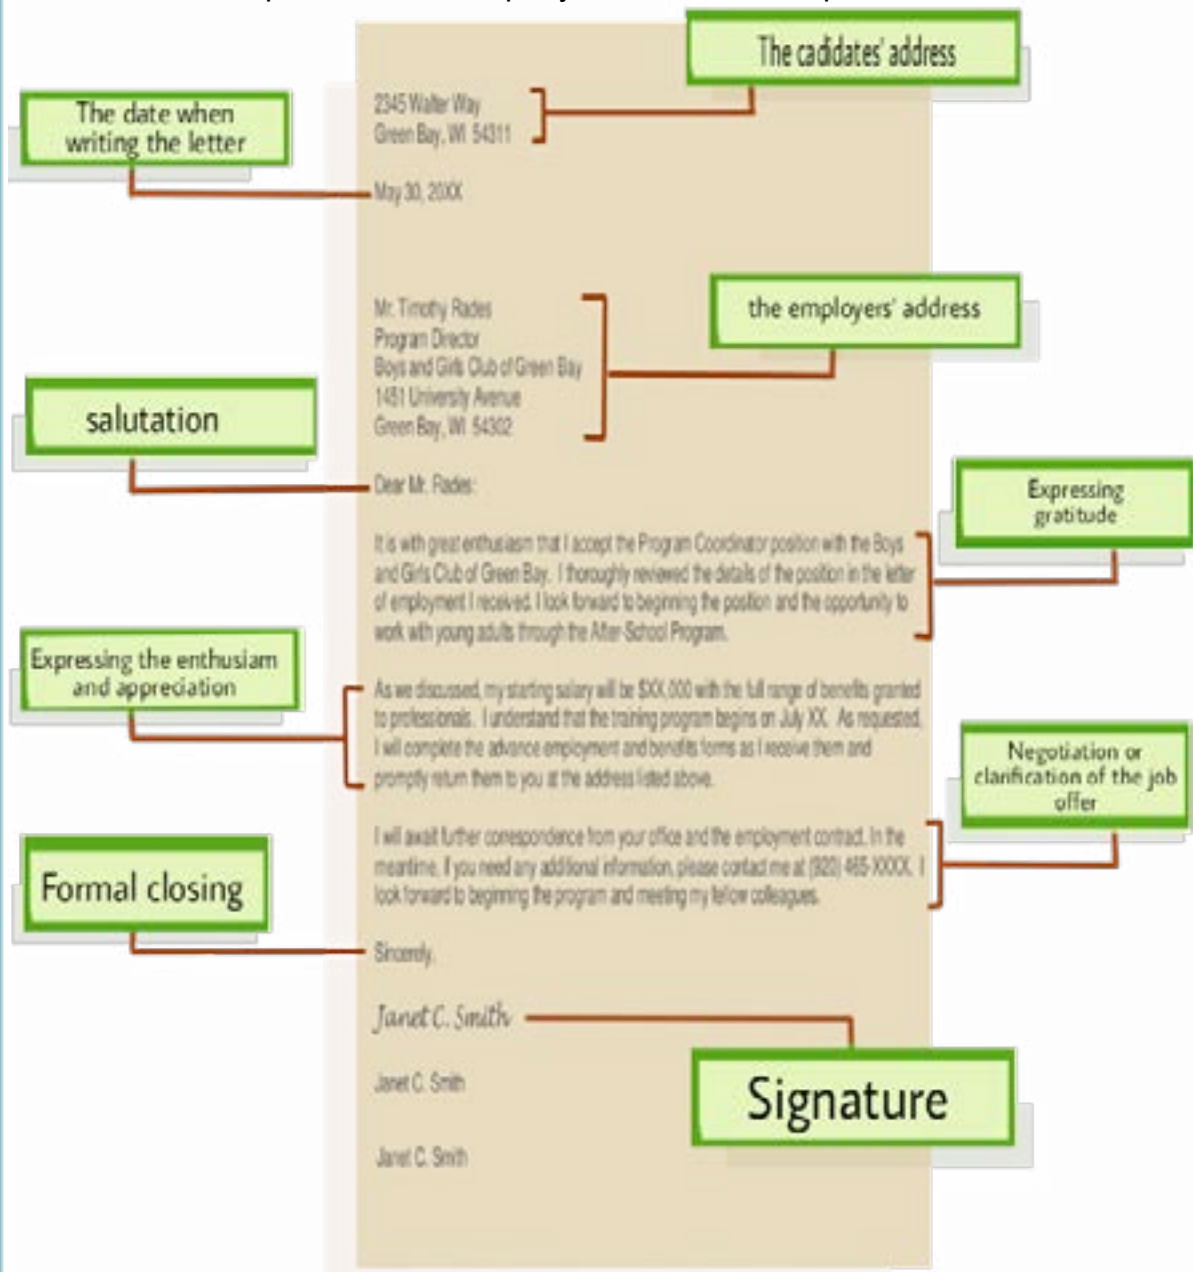 The cadidates' address
2345 Walter Way
Green Bay, WI 54311
The date when
writing the letter
May 30, 20XX
Mr. Timothy Rades
Program Director
Boys and Girls Club of Green Bay
1451 University Avenue
Green Bay, WI 54302
the employers' address
salutation
Dear Mr. Rades:
Expressing
gratitude
It is with great enthusiasm that I accept the Program Coordinator position with the Boys
and Girls Club of Green Bay. I thoroughly reviewed the details of the position in the letter
of employment I received. I look forward to beginning the position and the opportunity to
work with young adults through the After-School Program.
Expressing the enthusiam
and appreciation
As we discussed, my starting salary will be $XX,000 with the full range of benefits granted
to professionals. I understand that the training program begins on July XX. As requested,
I will complete the advance employment and benefits forms as I receive them and
promptly return them to you at the address listed above.
Negotiation or
clarification of the job
offer
I will await further correspondence from your office and the employment contract. In the
meantime, if you need any additional information, please contact me at (920) 465-XXXX. I
look forward to beginning the program and meeting my fellow colleagues.
Formal closing
Sincerely,
Janet C. Smith
Signature
Janet C. Smith
Janet C. Smith